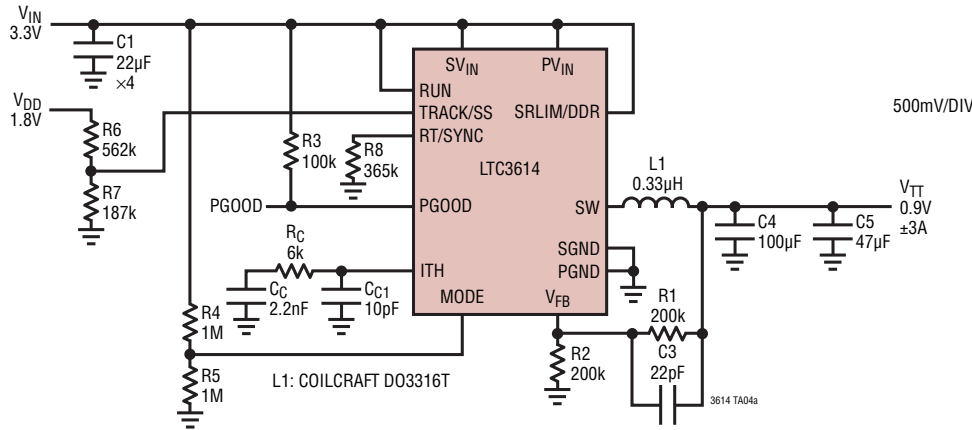 VIN
3.3V
C1
22µF
×4
VDD
1.8V
R6
562k
R7
187k
R3
100k
R8
365k
SVIN
PVIN
RUN
TRACK/SS
RT/SYNC
SRLIM/DDR
LTC3614
PGOOD
PGOOD
SW
SGND
PGND
ITH
MODE
VFB
500mV/DIV
L1
0.33µH
VTT
0.9V
±3A
C4
100µF
C5
47µF
RC
6k
CC
2.2nF
CC1
10pF
R4
1M
R5
1M
R1
200k
C3
22pF
R2
200k
L1: COILCRAFT DO3316T
3614 TA04a